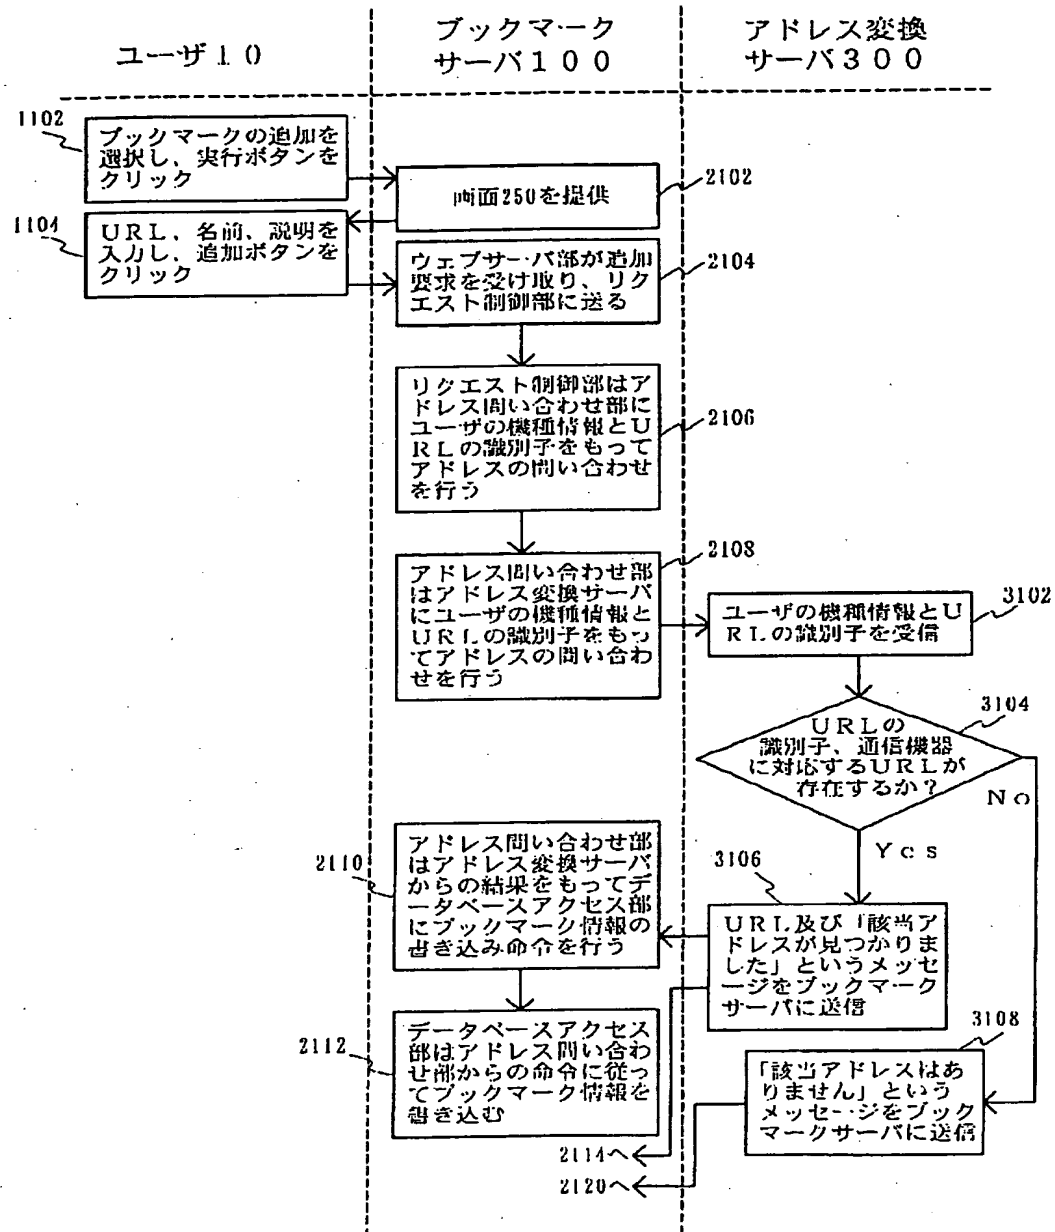 ユーザ10
ブックマーク
サーバ100
アドレス変換
サーバ300
1102
ブックマークの追加を
選択し、実行ボタンを
クリック
画面250を提供
2102
1104
URL、名前、説明を
入力し、追加ボタンを
クリック
ウェブサーバ部が追加
要求を受け取り、リク
エスト制御部に送る
2104
リクエスト制御部はア
ドレス問い合わせ部に
ユーザの機種情報とU
RLの識別子をもって
アドレスの問い合わせ
を行う
2106
アドレス問い合わせ部
はアドレス変換サーバ
にユーザの機種情報と
URLの識別子をもっ
てアドレスの問い合わ
せを行う
2108
ユーザの機種情報とU
RLの識別子を受信
3102
URLの
識別子、通信機器
に対応するURLが
存在するか?
3104
No
Yes
2110
アドレス問い合わせ部
はアドレス変換サーバ
からの結果をもってデ
ータベースアクセス部
にブックマーク情報の
書き込み命令を行う
3106
URL及び「該当ア
ドレスが見つかりま
した」というメッセ
ージをブックマーク
サーバに送信
2112
データベースアクセス
部はアドレス問い合わ
せ部からの命令に従っ
てブックマーク情報を
書き込む
3108
「該当アドレスはあ
りません」という
メッセージをブック
マークサーバに送信
2114へ
2120へ